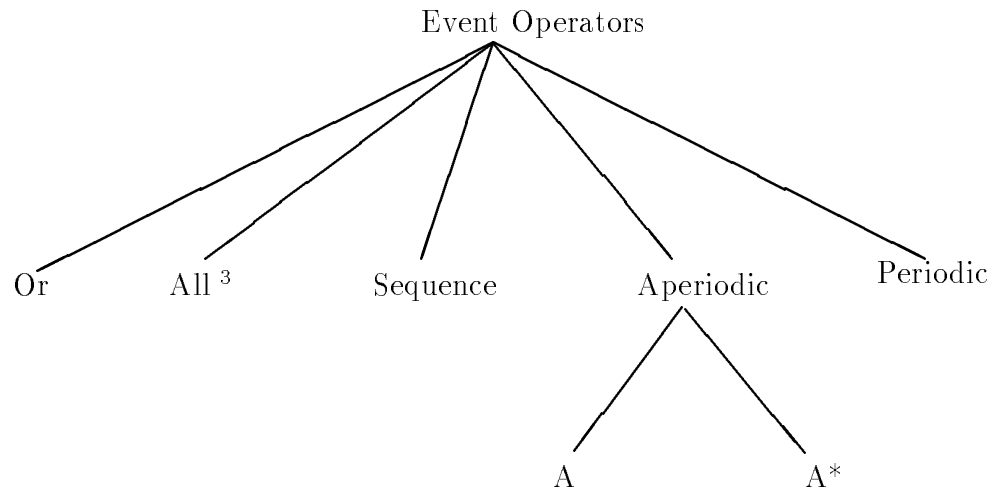 Event Operators
Or
All ³
Sequence
Aperiodic
Periodic
A
A*